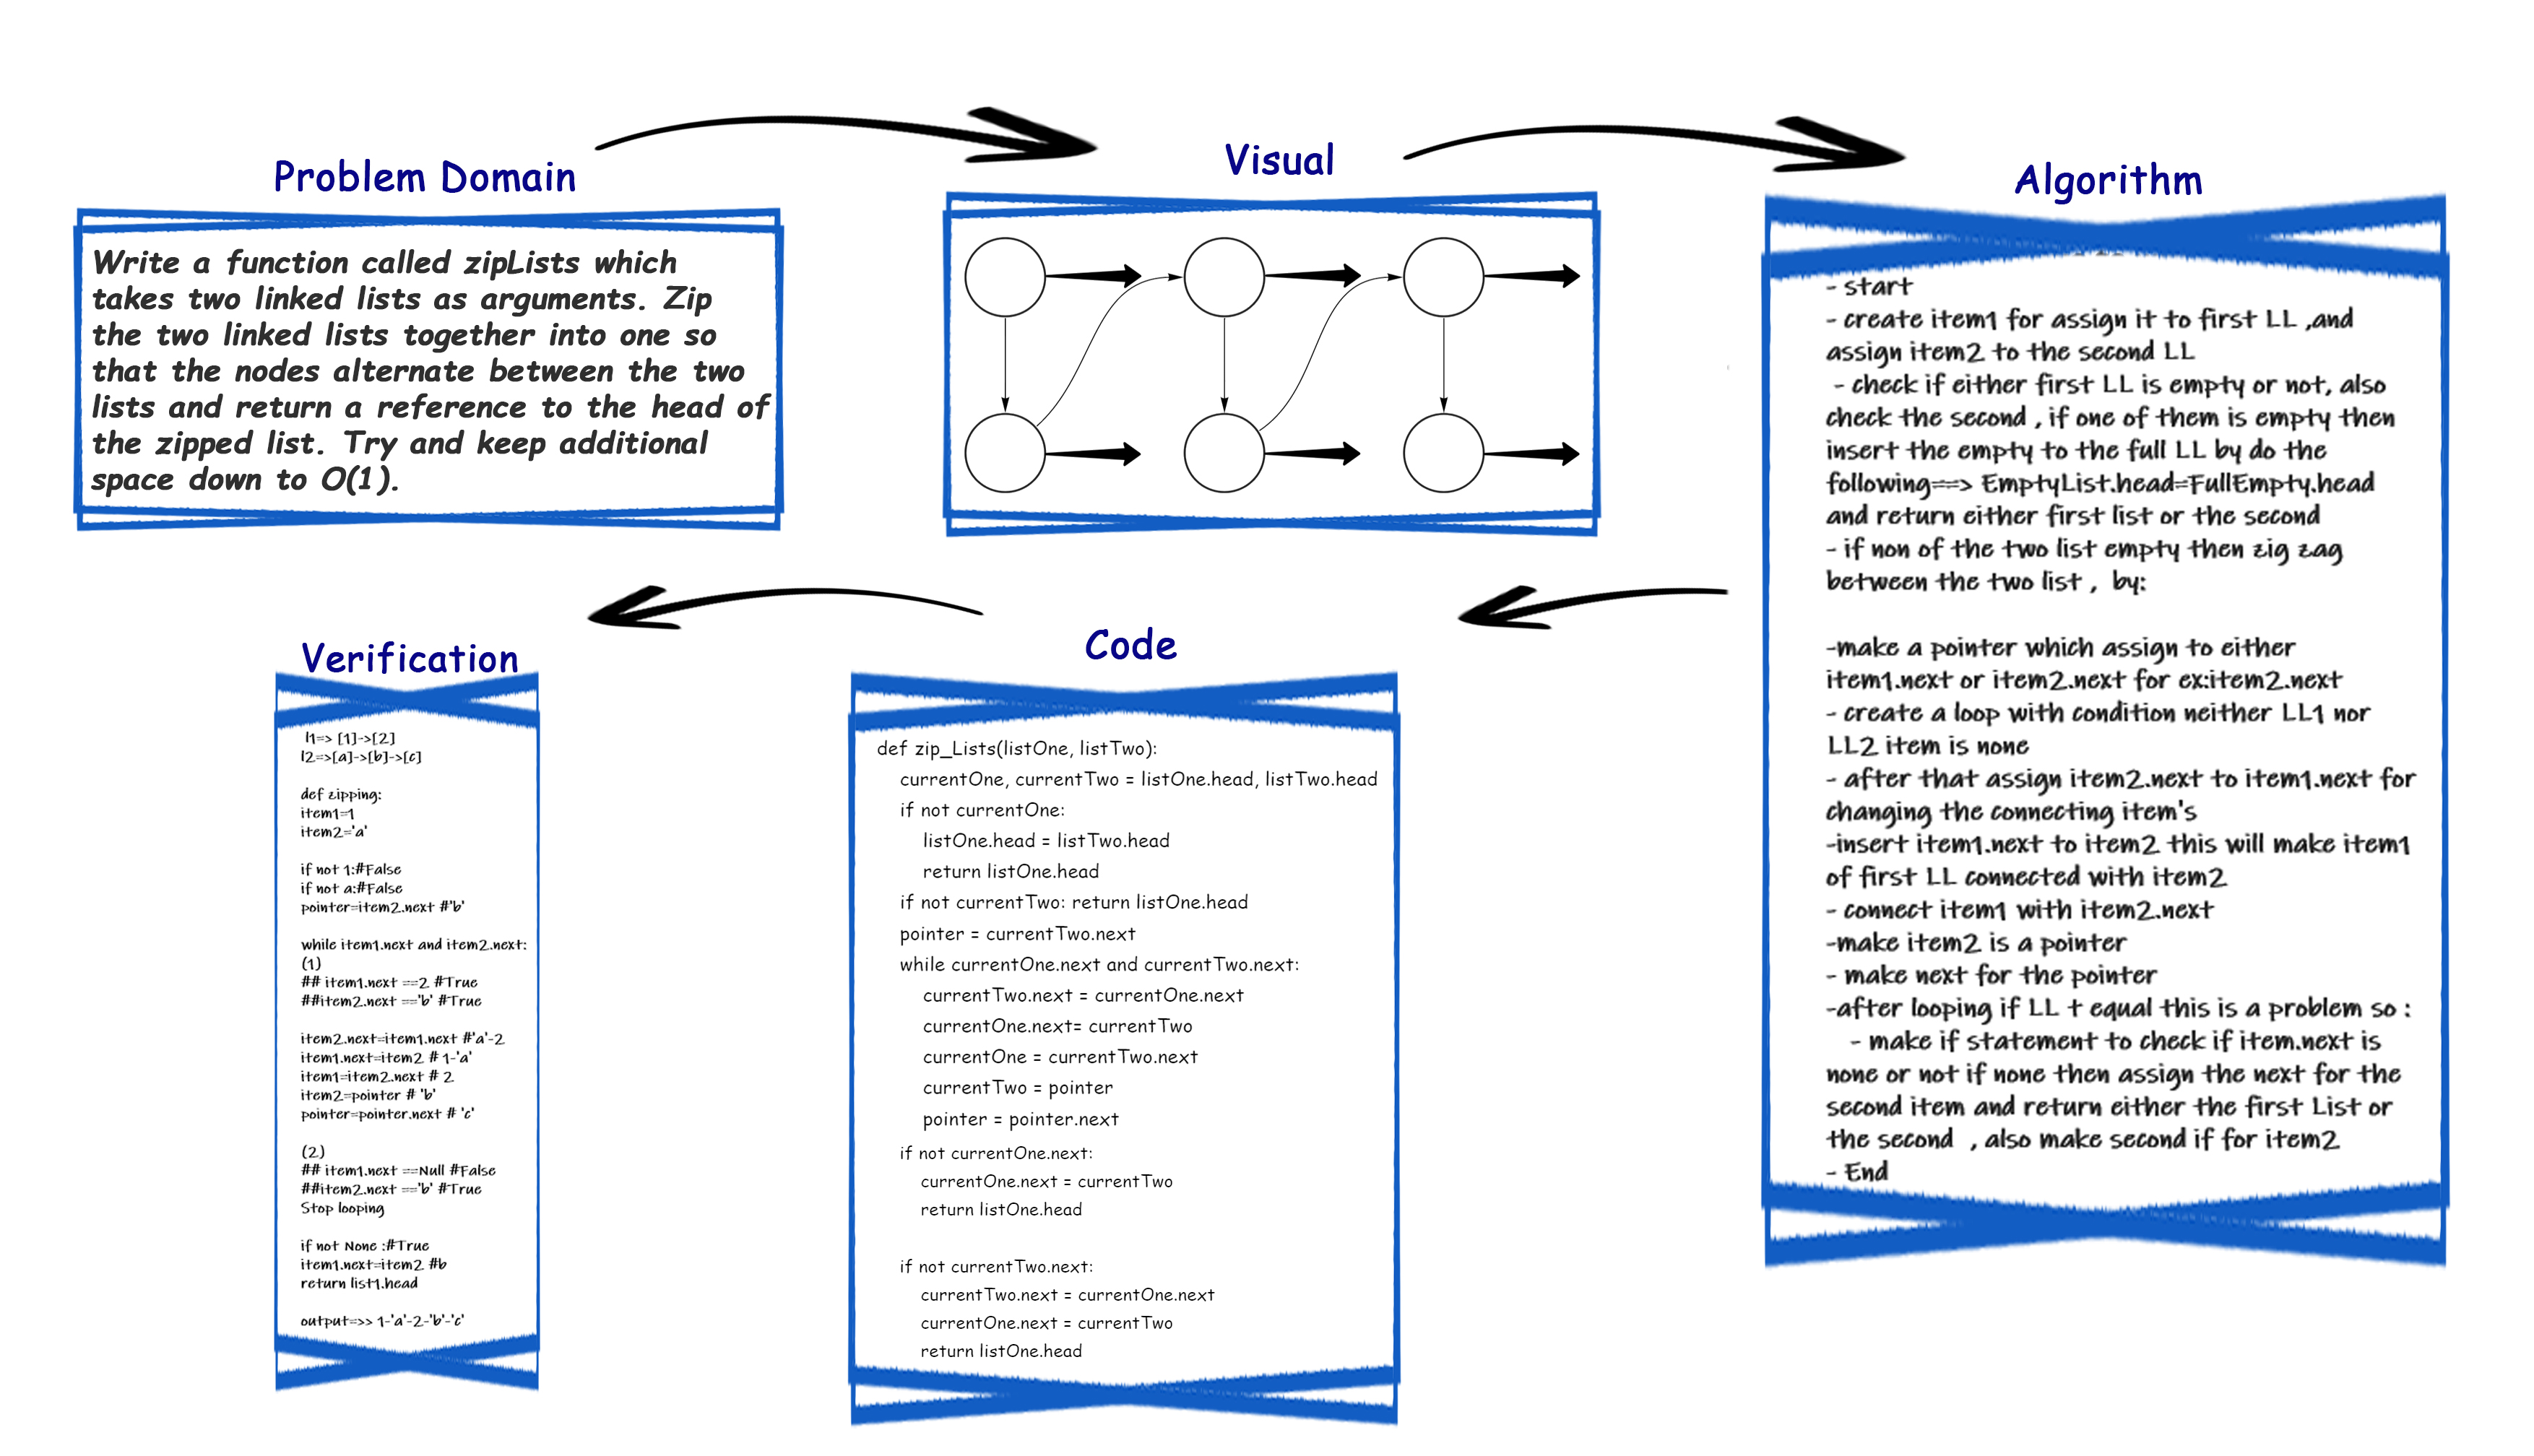 Problem Domain
Write a function called zipLists which
takes two linked lists as arguments. Zip
the two linked lists together into one so
that the nodes alternate between the two
lists and return a reference to the head of
the zipped list. Try and keep additional
space down to O(1).
Visual
Algorithm
- start
- create item1 for assign it to first LL ,and
assign item2 to the second LL
- check if either first LL is empty or not, also
check the second , if one of them is empty then
insert the empty to the full LL by do the
following==> EmptyList.head=FullEmpty.head
and return either first list or the second
- if non of the two list empty then zig zag
between the two list , by:
-make a pointer which assign to either
item1.next or item2.next for ex:item2.next
- create a loop with condition neither LL1 nor
LL2 item is none
- after that assign item2.next to item1.next for
changing the connecting item's
-insert item1.next to item2 this will make item1
of first LL connected with item2
- connect item1 with item2.next
-make item2 is a pointer
- make next for the pointer
-after looping if LL t equal this is a problem so :
- make if statement to check if item.next is
none or not if none then assign the next for the
second item and return either the first List or
the second , also make second if for item2
- End
Code
def zip_Lists(listOne, listTwo):
currentOne, currentTwo = listOne.head, listTwo.head
if not currentOne:
listOne.head = listTwo.head
return listOne.head
if not currentTwo: return listOne.head
pointer = currentTwo.next
while currentOne.next and currentTwo.next:
currentTwo.next = currentOne.next
currentOne.next= currentTwo
currentOne = currentTwo.next
currentTwo = pointer
pointer = pointer.next
if not currentOne.next:
currentOne.next = currentTwo
return listOne.head
if not currentTwo.next:
currentTwo.next = currentOne.next
currentOne.next = currentTwo
return listOne.head
Verification
l1=> [1]->[2]
l2=>[a]->[b]->[c]
def zipping:
item1=1
item2='a'
if not 1:#False
if not a:#False
pointer=item2.next #'b'
while item1.next and item2.next:
(1)
## item1.next ==2 #True
##item2.next =='b' #True
item2.next=item1.next #'a'-2
item1.next=item2 # 1-'a'
item1=item2.next # 2
item2=pointer # 'b'
pointer=pointer.next # 'c'
(2)
## item1.next ==Null #False
##item2.next =='b' #True
Stop looping
if not None :#True
item1.next=item2 #b
return list1.head
output=>> 1-'a'-2-'b'-'c'